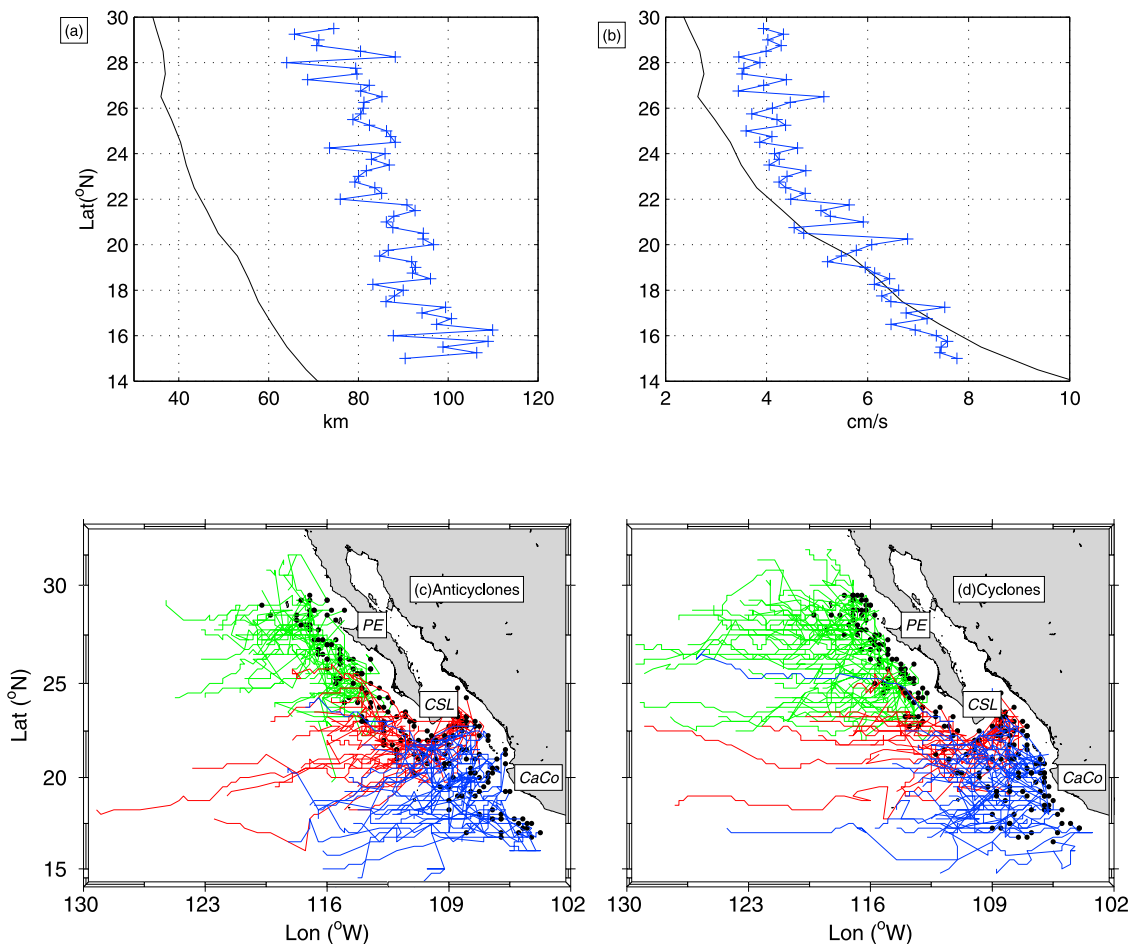 (a)
30
28
26
24
22
20
18
16
14
Lat(°N)
40
60
80
100
120
km
(b)
30
28
26
24
22
20
18
16
14
2
4
6
8
10
cm/s
(c)Anticyclones
PE
CSL
CaCo
30
25
20
15
Lat (°N)
130
123
116
109
102
Lon (°W)
(d)Cyclones
PE
CSL
CaCo
130
123
116
109
102
Lon (°W)